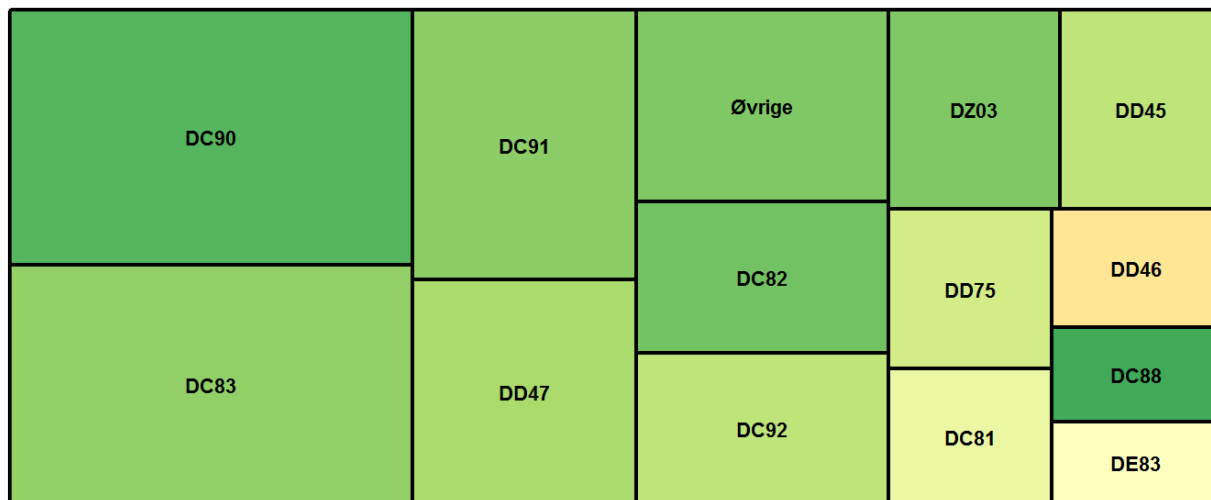 DC90
DC83
DC91
DD47
Øvrige
DC82
DC92
DZ03
DD45
DD75
DC81
DD46
DC88
DE83